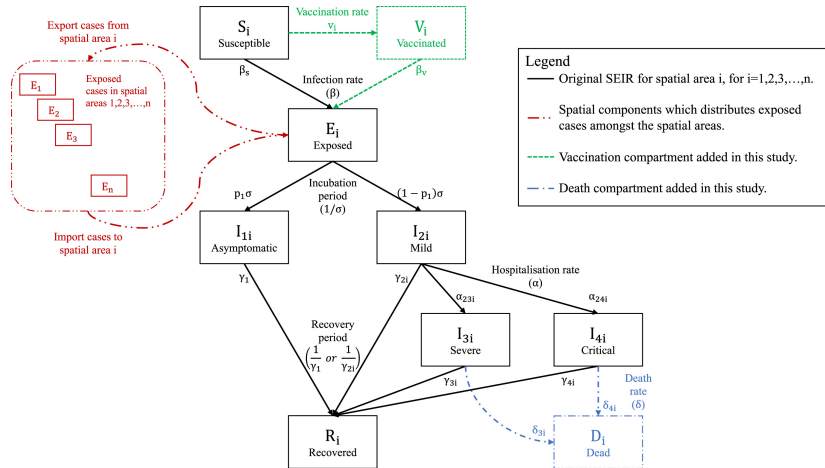 Export cases from
spatial area i
Exposed
cases in spatial
areas 1,2,3,…,n
E₁
E₂
E₃
Eₙ
Import cases to
spatial area i
Sᵢ
Susceptible
Vaccination rate
vᵢ
Vᵢ
Vaccinated
βₛ
Infection rate
(β)
βᵥ
Eᵢ
Exposed
p₁σ
Incubation
period
(1/σ)
(1 − p₁)σ
I₁ᵢ
Asymptomatic
I₂ᵢ
Mild
γ₁
γ₂ᵢ
Hospitalisation rate
(α)
α₂₃ᵢ
α₂₄ᵢ
I₃ᵢ
Severe
I₄ᵢ
Critical
Recovery
period
(1/γ₁ or 1/γ₂ᵢ)
γ₃ᵢ
γ₄ᵢ
Death
rate
(δ)
δ₃ᵢ
δ₄ᵢ
Rᵢ
Recovered
Dᵢ
Dead
Legend
Original SEIR for spatial area i, for i=1,2,3,…,n.
Spatial components which distributes exposed
cases amongst the spatial areas.
Vaccination compartment added in this study.
Death compartment added in this study.